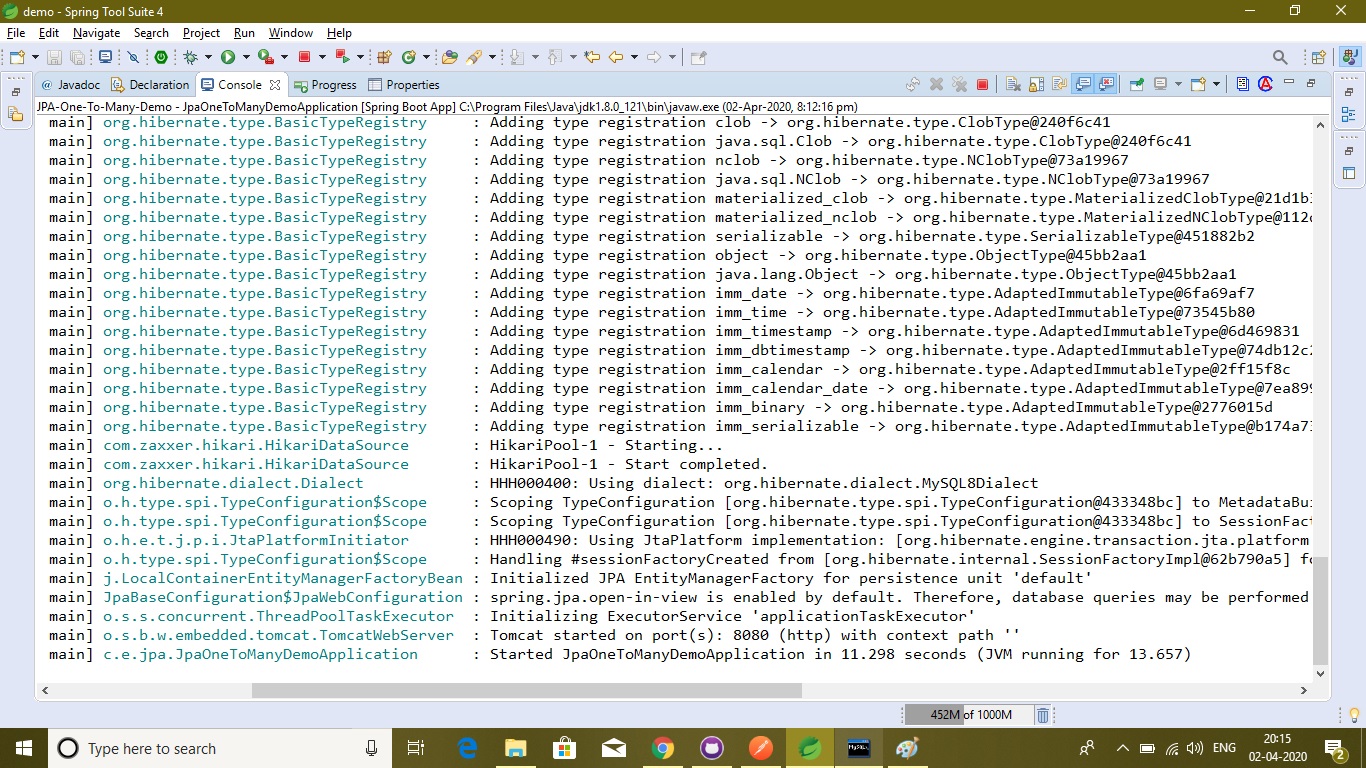 demo - Spring Tool Suite 4
File Edit Navigate Search Project Run Window Help
@ Javadoc Declaration Console Progress Properties
JPA-One-To-Many-Demo - JpaOneToManyDemoApplication [Spring Boot App] C:\Program Files\Java\jdk1.8.0_121\bin\javaw.exe (02-Apr-2020, 8:12:16 pm)
main] org.hibernate.type.BasicTypeRegistry : Adding type registration clob -> org.hibernate.type.ClobType@240f6c41
main] org.hibernate.type.BasicTypeRegistry : Adding type registration java.sql.Clob -> org.hibernate.type.ClobType@240f6c41
main] org.hibernate.type.BasicTypeRegistry : Adding type registration nclob -> org.hibernate.type.NClobType@73a19967
main] org.hibernate.type.BasicTypeRegistry : Adding type registration java.sql.NClob -> org.hibernate.type.NClobType@73a19967
main] org.hibernate.type.BasicTypeRegistry : Adding type registration materialized_clob -> org.hibernate.type.MaterializedClobType@21d1b
main] org.hibernate.type.BasicTypeRegistry : Adding type registration materialized_nclob -> org.hibernate.type.MaterializedNClobType@112
main] org.hibernate.type.BasicTypeRegistry : Adding type registration serializable -> org.hibernate.type.SerializableType@451882b2
main] org.hibernate.type.BasicTypeRegistry : Adding type registration object -> org.hibernate.type.ObjectType@45bb2aa1
main] org.hibernate.type.BasicTypeRegistry : Adding type registration java.lang.Object -> org.hibernate.type.ObjectType@45bb2aa1
main] org.hibernate.type.BasicTypeRegistry : Adding type registration imm_date -> org.hibernate.type.AdaptedImmutableType@6fa69af7
main] org.hibernate.type.BasicTypeRegistry : Adding type registration imm_time -> org.hibernate.type.AdaptedImmutableType@73545b80
main] org.hibernate.type.BasicTypeRegistry : Adding type registration imm_timestamp -> org.hibernate.type.AdaptedImmutableType@6d469831
main] org.hibernate.type.BasicTypeRegistry : Adding type registration imm_dbtimestamp -> org.hibernate.type.AdaptedImmutableType@74db12c2
main] org.hibernate.type.BasicTypeRegistry : Adding type registration imm_calendar -> org.hibernate.type.AdaptedImmutableType@2ff15f8c
main] org.hibernate.type.BasicTypeRegistry : Adding type registration imm_calendar_date -> org.hibernate.type.AdaptedImmutableType@7ea899
main] org.hibernate.type.BasicTypeRegistry : Adding type registration imm_binary -> org.hibernate.type.AdaptedImmutableType@2776015d
main] org.hibernate.type.BasicTypeRegistry : Adding type registration imm_serializable -> org.hibernate.type.AdaptedImmutableType@b174a7
main] com.zaxxer.hikari.HikariDataSource : HikariPool-1 - Starting...
main] com.zaxxer.hikari.HikariDataSource : HikariPool-1 - Start completed.
main] org.hibernate.dialect.Dialect : HHH000400: Using dialect: org.hibernate.dialect.MySQL8Dialect
main] o.h.type.spi.TypeConfiguration$Scope : Scoping TypeConfiguration [org.hibernate.type.spi.TypeConfiguration@433348bc] to MetadataBui
main] o.h.type.spi.TypeConfiguration$Scope : Scoping TypeConfiguration [org.hibernate.type.spi.TypeConfiguration@433348bc] to SessionFact
main] o.h.e.t.j.p.i.JtaPlatformInitiator : HHH000490: Using JtaPlatform implementation: [org.hibernate.engine.transaction.jta.platform
main] o.h.type.spi.TypeConfiguration$Scope : Handling #sessionFactoryCreated from [org.hibernate.internal.SessionFactoryImpl@62b790a5] fo
main] j.LocalContainerEntityManagerFactoryBean : Initialized JPA EntityManagerFactory for persistence unit 'default'
main] JpaBaseConfiguration$JpaWebConfiguration : spring.jpa.open-in-view is enabled by default. Therefore, database queries may be performed
main] o.s.s.concurrent.ThreadPoolTaskExecutor : Initializing ExecutorService 'applicationTaskExecutor'
main] o.s.b.w.embedded.tomcat.TomcatWebServer : Tomcat started on port(s): 8080 (http) with context path ''
main] c.e.jpa.JpaOneToManyDemoApplication : Started JpaOneToManyDemoApplication in 11.298 seconds (JVM running for 13.657)
452M of 1000M
Type here to search
ENG
20:15
02-04-2020
2